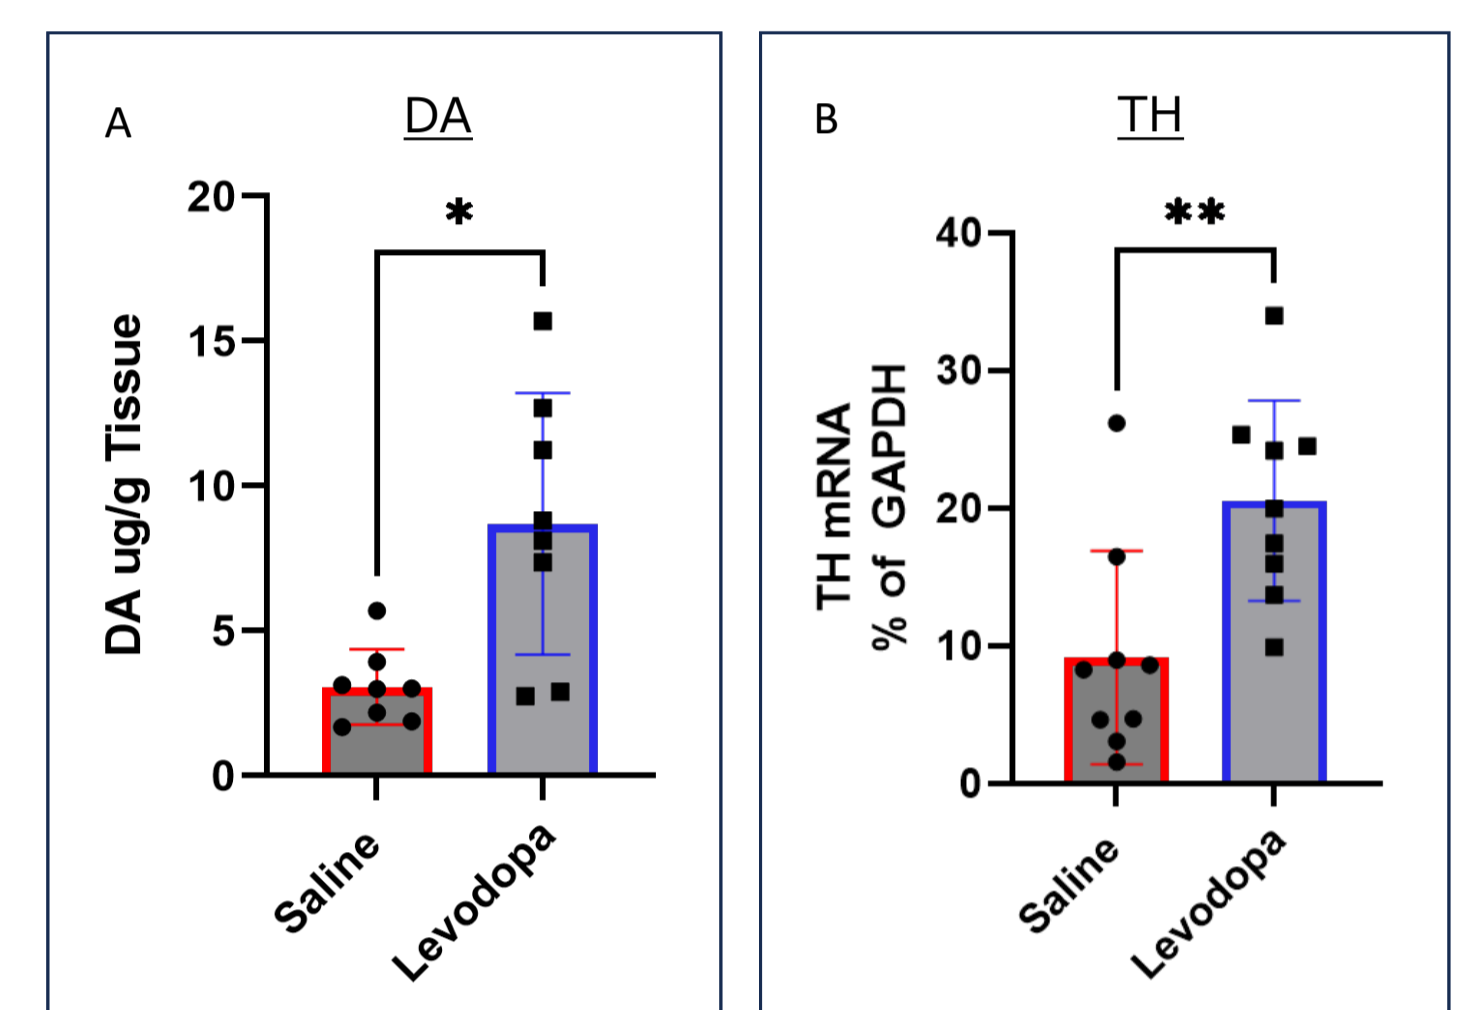 A
DA
*
20
15
10
5
0
DA ug/g Tissue
Saline
Levodopa
B
TH
**
40
30
20
10
0
TH mRNA
% of GAPDH
Saline
Levodopa